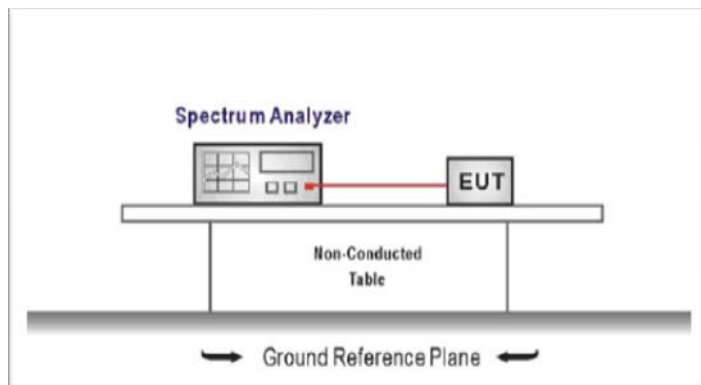 Spectrum Analyzer
EUT
Non-Conducted
Table
Ground Reference Plane